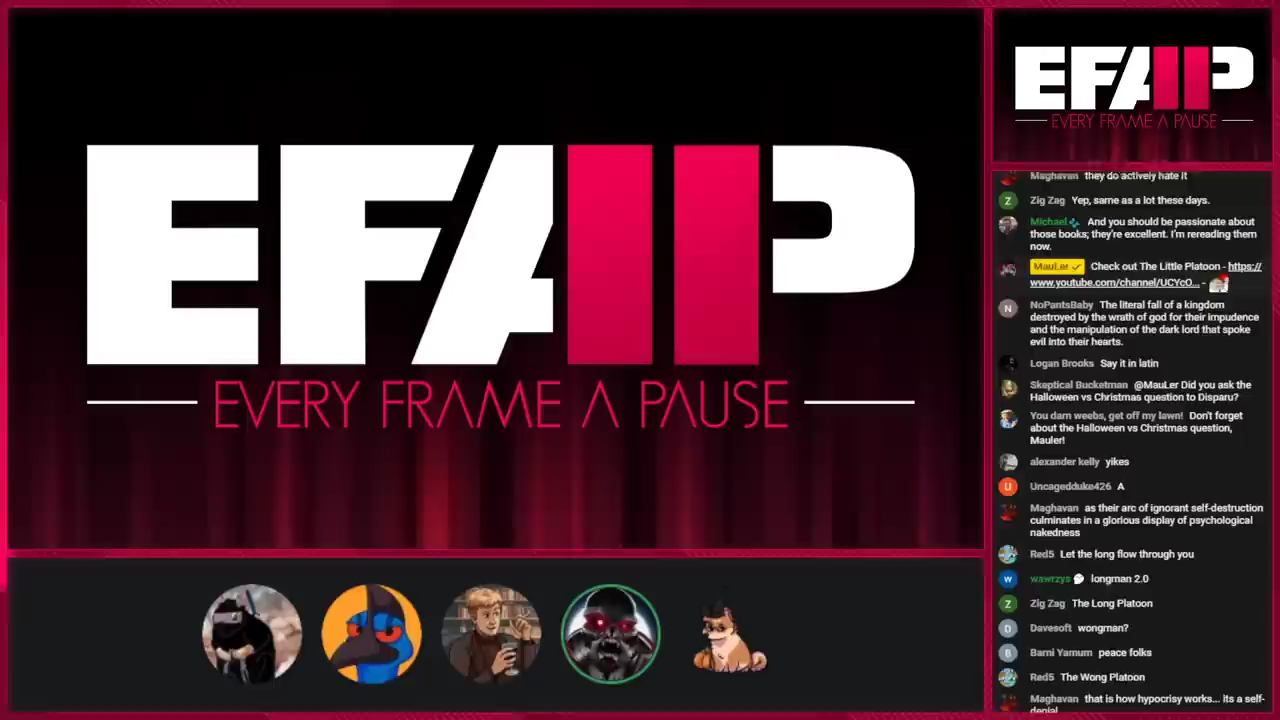 EFAP
EVERY FRAME A PAUSE
EFAP
EVERY FRAME A PAUSE
Maghavan they do actively hate it
Z
Zig Zag Yep, same as a lot these days.
Michael And you should be passionate about
those books; they're excellent. I'm rereading them
now.
MauLer Check out The Little Platoon - https://
www.youtube.com/channel/UCYcO... -
N
NoPantsBaby The literal fall of a kingdom
destroyed by the wrath of god for their impudence
and the manipulation of the dark lord that spoke
evil into their hearts.
Logan Brooks Say it in latin
Skeptical Bucketman @MauLer Did you ask the
Halloween vs Christmas question to Disparu?
You darn weebs, get off my lawn! Don't forget
about the Halloween vs Christmas question,
Mauler!
alexander kelly yikes
U
Uncagedduke426 A
Maghavan as their arc of ignorant self-destruction
culminates in a glorious display of psychological
nakedness
Red5 Let the long flow through you
w
wawrzys longman 2.0
Z
Zig Zag The Long Platoon
D
Davesoft wongman?
B
Barni Yamum peace folks
Red5 The Wong Platoon
Maghavan that is how hypocrisy works... its a self-
denial